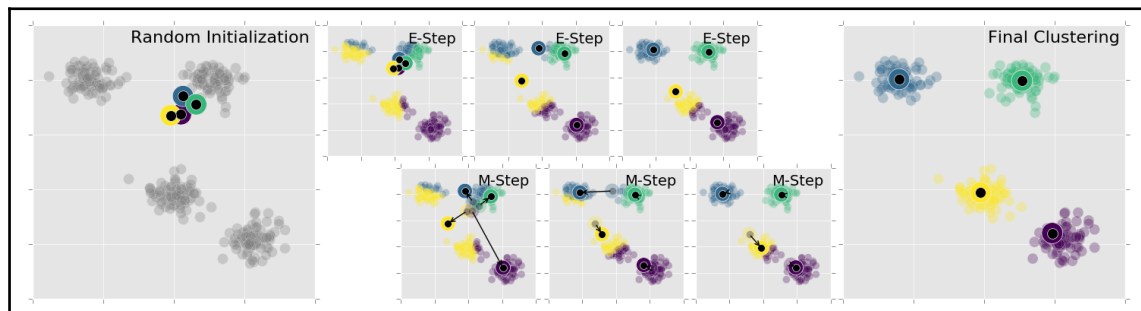 Random Initialization
E-Step
E-Step
E-Step
Final Clustering
M-Step
M-Step
M-Step